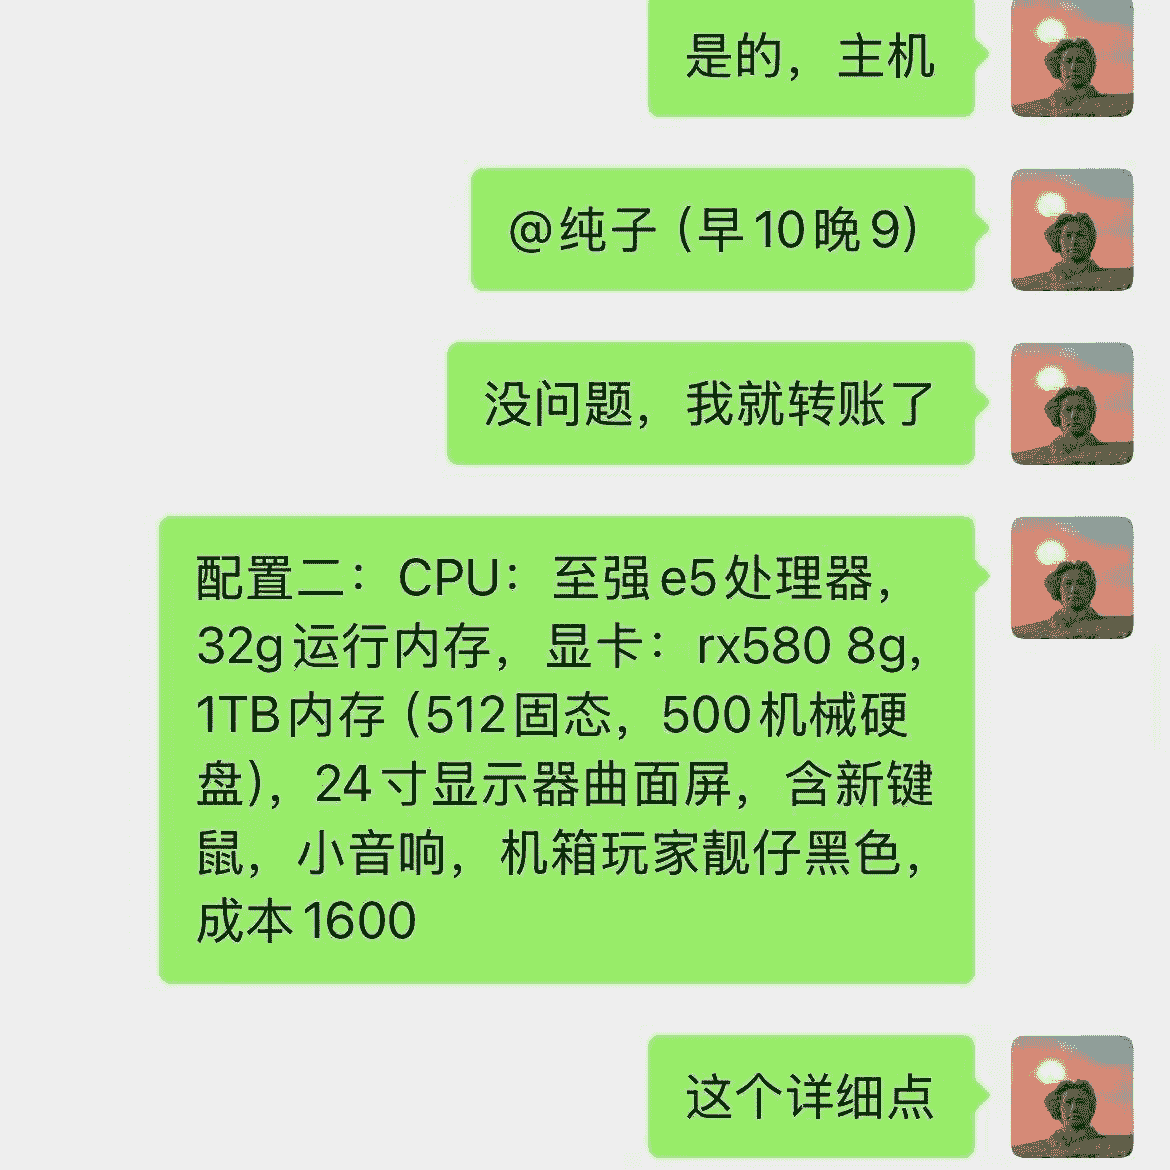 是的，主机
@纯子（早10晚9）
没问题，我就转账了
配置二：CPU：至强e5处理器，
32g运行内存，显卡：rx580 8g,
1TB内存（512固态，500机械硬
盘），24寸显示器曲面屏，含新键
鼠，小音响，机箱玩家靓仔黑色，
成本1600
这个详细点